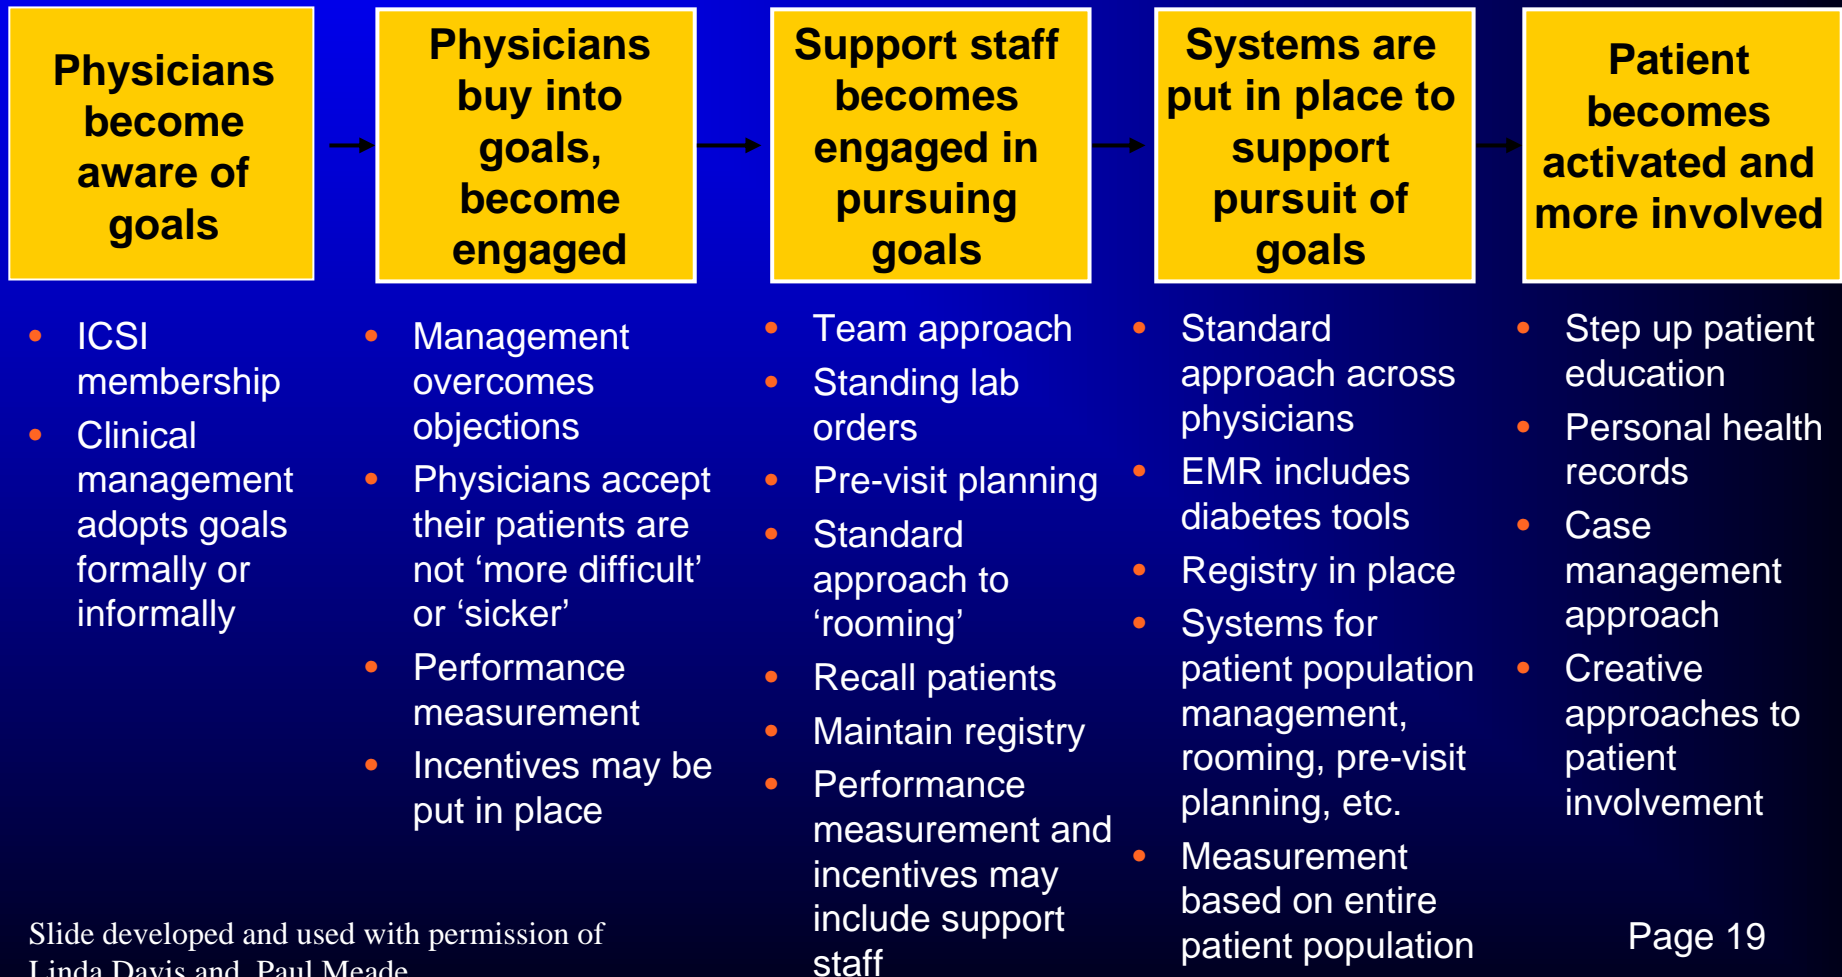 Physicians
become
aware of
goals
Physicians
buy into
goals,
become
engaged
Support staff
becomes
engaged in
pursuing
goals
Systems are
put in place to
support
pursuit of
goals
Patient
becomes
activated and
more involved
• ICSI
membership
• Clinical
management
adopts goals
formally or
informally
• Management
overcomes
objections
• Physicians accept
their patients are
not ‘more difficult’
or ‘sicker’
• Performance
measurement
• Incentives may be
put in place
• Team approach
• Standing lab
orders
• Pre-visit planning
• Standard
approach to
‘rooming’
• Recall patients
• Maintain registry
• Performance
measurement and
incentives may
include support
staff
• Standard
approach across
physicians
• EMR includes
diabetes tools
• Registry in place
• Systems for
patient population
management,
rooming, pre-visit
planning, etc.
• Measurement
based on entire
patient population
• Step up patient
education
• Personal health
records
• Case
management
approach
• Creative
approaches to
patient
involvement
Slide developed and used with permission of
Linda Davis and Paul Meade
Page 19